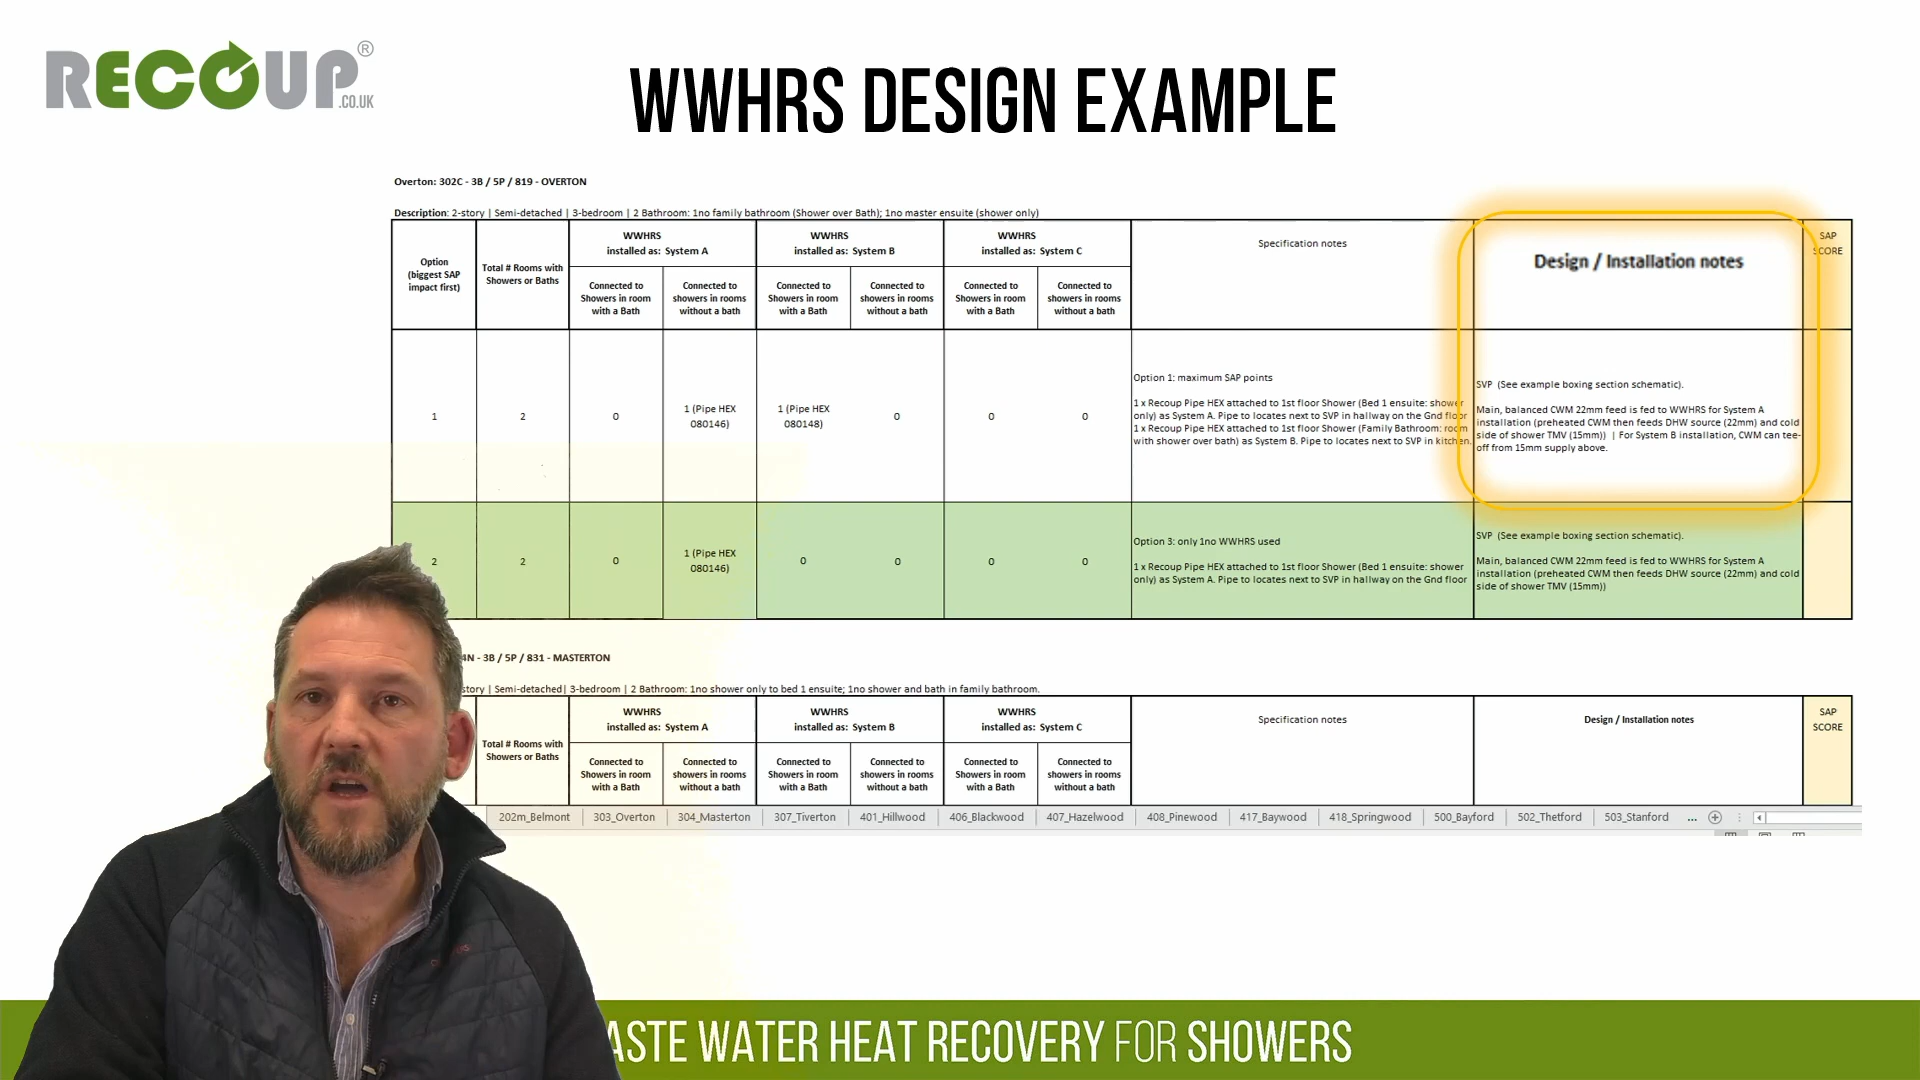 RECOUP®
.CO.UK
WWHRS DESIGN EXAMPLE
Overton: 302C - 3B / 5P / 819 - OVERTON
Description: 2-story | Semi-detached | 3-bedroom | 2 Bathroom: 1no family bathroom (Shower over Bath); 1no master ensuite (shower only)
Option
(biggest SAP
impact first)
Total # Rooms with
Showers or Baths
WWHRS
installed as: System A
WWHRS
installed as: System B
WWHRS
installed as: System C
Connected to
Showers in room
with a Bath
Connected to
showers in rooms
without a bath
Connected to
Showers in room
with a Bath
Connected to
showers in rooms
without a bath
Connected to
Showers in room
with a Bath
Connected to
showers in rooms
without a bath
Specification notes
Design / Installation notes
SAP
SCORE
1
2
0
1 (Pipe HEX
080146)
1 (Pipe HEX
080148)
0
0
0
Option 1: maximum SAP points
1 x Recoup Pipe HEX attached to 1st floor Shower (Bed 1 ensuite: shower
only) as System A. Pipe to locates next to SVP in hallway on the Gnd floor
1 x Recoup Pipe HEX attached to 1st floor Shower (Family Bathroom: room
with shower over bath) as System B. Pipe to locates next to SVP in kitchen.
SVP (See example boxing section schematic).
Main, balanced CWM 22mm feed is fed to WWHRS for System A
installation (preheated CWM then feeds DHW source (22mm) and cold
side of shower TMV (15mm)) | For System B installation, CWM can tee-
off from 15mm supply above.
2
2
0
1 (Pipe HEX
080146)
0
0
0
0
Option 3: only 1no WWHRS used
1 x Recoup Pipe HEX attached to 1st floor Shower (Bed 1 ensuite: shower
only) as System A. Pipe to locates next to SVP in hallway on the Gnd floor
SVP (See example boxing section schematic).
Main, balanced CWM 22mm feed is fed to WWHRS for System A
installation (preheated CWM then feeds DHW source (22mm) and cold
side of shower TMV (15mm))
4N - 3B / 5P / 831 - MASTERTON
story | Semi-detached| 3-bedroom | 2 Bathroom: 1no shower only to bed 1 ensuite; 1no shower and bath in family bathroom.
Total # Rooms with
Showers or Baths
WWHRS
installed as: System A
WWHRS
installed as: System B
WWHRS
installed as: System C
Connected to
Showers in room
with a Bath
Connected to
showers in rooms
without a bath
Connected to
Showers in room
with a Bath
Connected to
showers in rooms
without a bath
Connected to
Showers in room
with a Bath
Connected to
showers in rooms
without a bath
Specification notes
Design / Installation notes
SAP
SCORE
202m_Belmont 303_Overton 304_Masterton 307_Tiverton 401_Hillwood 406_Blackwood 407_Hazelwood 408_Pinewood 417_Baywood 418_Springwood 500_Bayford 502_Thetford 503_Stanford ...
ASTE WATER HEAT RECOVERY FOR SHOWERS